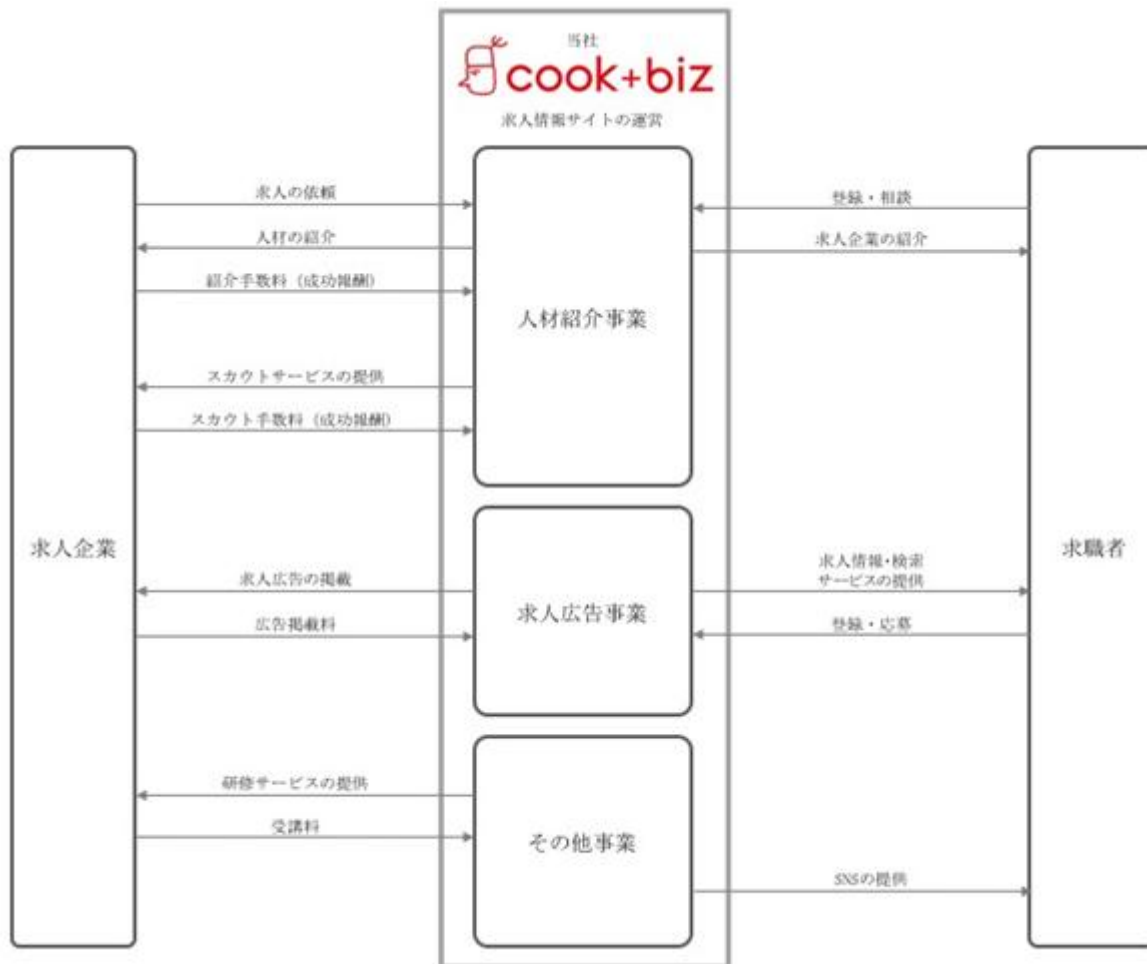 当社
cook+biz
求人情報サイトの運営
求人の依頼
人材の紹介
紹介手数料（成功報酬）
スカウトサービスの提供
スカウト手数料（成功報酬）
人材紹介事業
登録・相談
求人企業の紹介
求人企業
求人広告の掲載
広告掲載料
求人広告事業
求人情報・検索
サービスの提供
登録・応募
求職者
研修サービスの提供
受講料
その他事業
SNSの提供